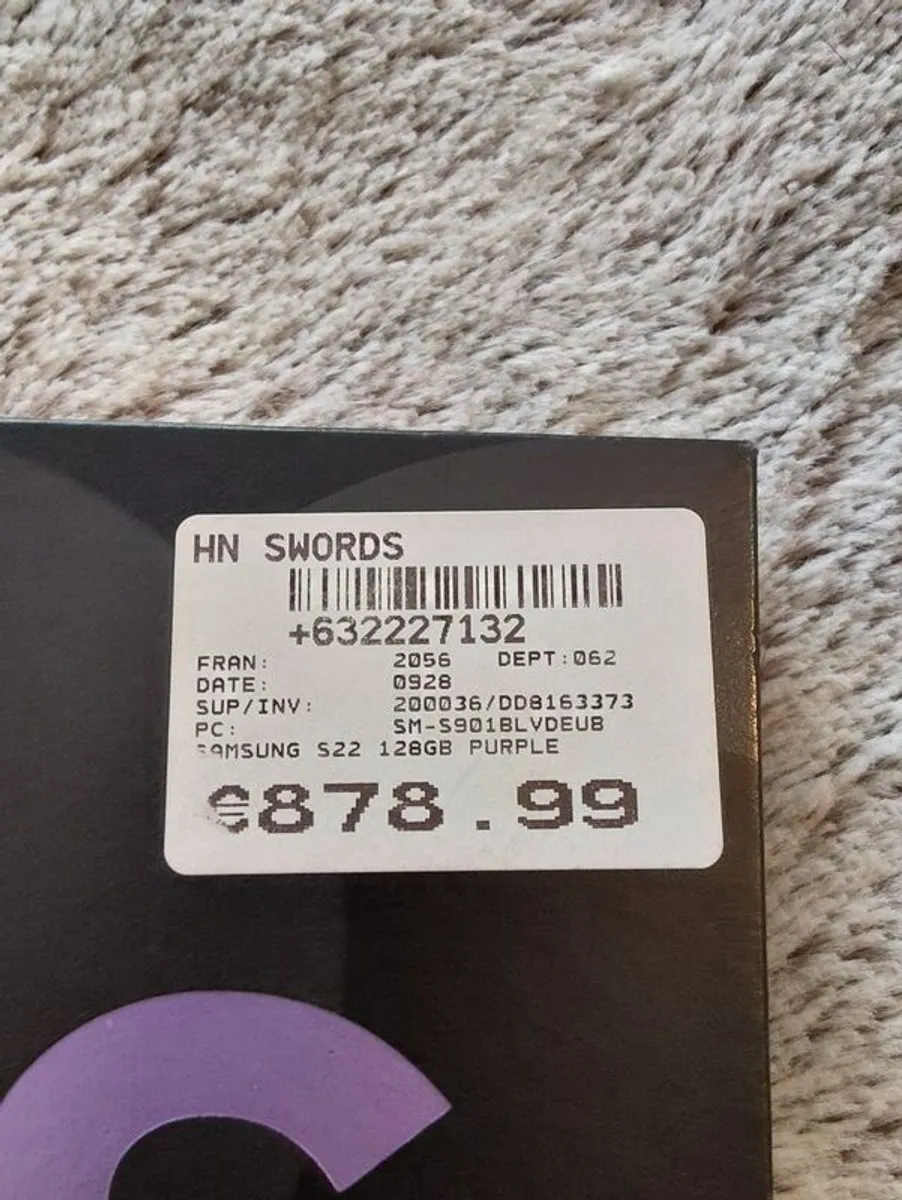 HN SWORDS
+632227132
FRAN: 2056 DEPT:062
DATE: 0928
SUP/INV: 200036/DD8163373
PC: SM-S901BLVDEUB
SAMSUNG S22 128GB PURPLE
€878.99